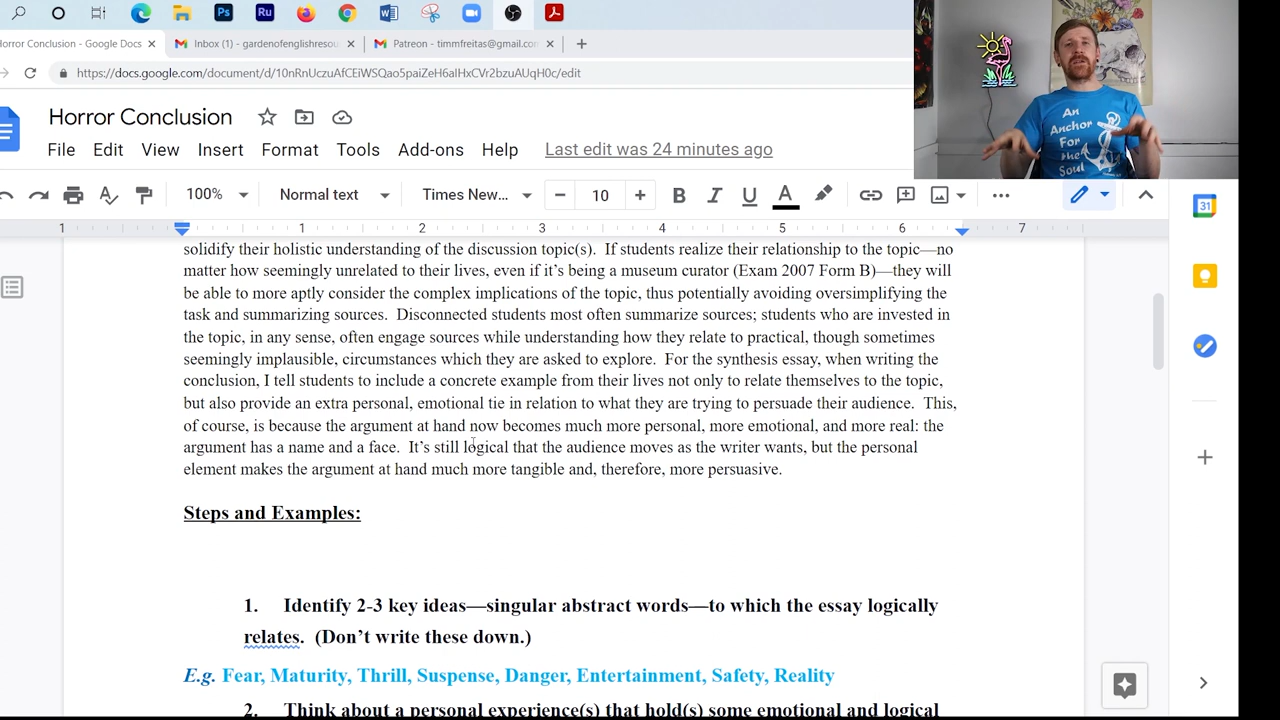 Ps
Ru
Horror Conclusion - Google Docs
Inbox (1) - gardenofenglishresou
Patreon - timmfreitas@gmail.com
https://docs.google.com/document/d/10nRnUczuAfCEiWSQao5paiZeH6aIHxCVr2bzuAUqH0c/edit
Horror Conclusion
File Edit View Insert Format Tools Add-ons Help Last edit was 24 minutes ago
100% Normal text Times New... 10 B I U A
1 1 2 3 4 5 6 7
31
An
Anchor
For
the
Soul
solidify their holistic understanding of the discussion topic(s). If students realize their relationship to the topic—no
matter how seemingly unrelated to their lives, even if it's being a museum curator (Exam 2007 Form B)—they will
be able to more aptly consider the complex implications of the topic, thus potentially avoiding oversimplifying the
task and summarizing sources. Disconnected students most often summarize sources; students who are invested in
the topic, in any sense, often engage sources while understanding how they relate to practical, though sometimes
seemingly implausible, circumstances which they are asked to explore. For the synthesis essay, when writing the
conclusion, I tell students to include a concrete example from their lives not only to relate themselves to the topic,
but also provide an extra personal, emotional tie in relation to what they are trying to persuade their audience. This,
of course, is because the argument at hand now becomes much more personal, more emotional, and more real: the
argument has a name and a face. It's still logical that the audience moves as the writer wants, but the personal
element makes the argument at hand much more tangible and, therefore, more persuasive.
Steps and Examples:
1. Identify 2-3 key ideas—singular abstract words—to which the essay logically
relates. (Don't write these down.)
E.g. Fear, Maturity, Thrill, Suspense, Danger, Entertainment, Safety, Reality
2. Think about a personal experience(s) that hold(s) some emotional and logical